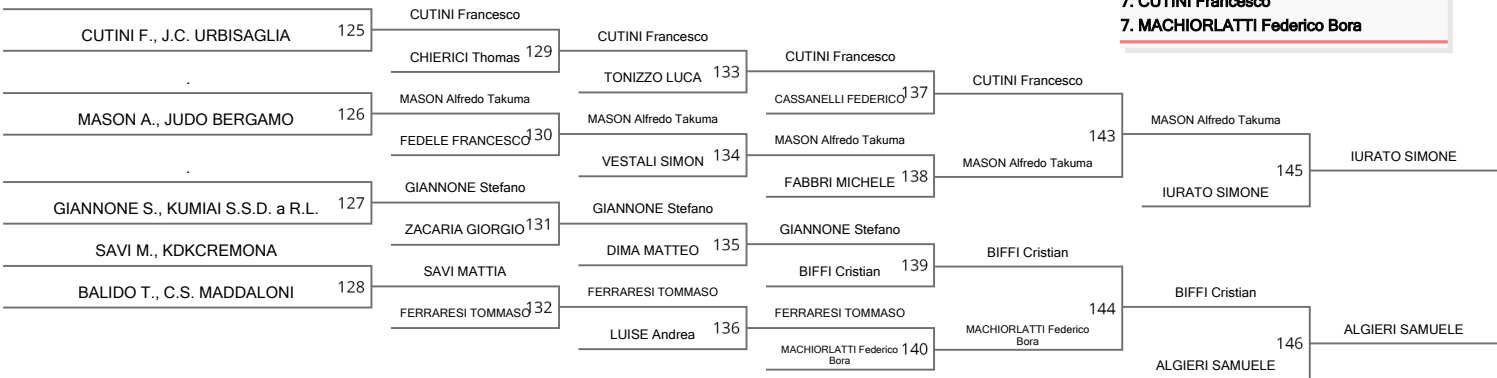 7. CUTINI Francesco
7. MACHIORLATTI Federico Bora
CUTINI F., J.C. URBISAGLIA
125
.
MASON A., JUDO BERGAMO
126
.
GIANNONE S., KUMIAI S.S.D. a R.L.
127
SAVI M., KDKCREMONA
BALIDO T., C.S. MADDALONI
128
CUTINI Francesco
CHIERICI Thomas
129
MASON Alfredo Takuma
FEDELE FRANCESCO
130
GIANNONE Stefano
ZACARIA GIORGIO
131
SAVI MATTIA
FERRARESI TOMMASO
132
CUTINI Francesco
TONIZZO LUCA
133
MASON Alfredo Takuma
VESTALI SIMON
134
GIANNONE Stefano
DIMA MATTEO
135
FERRARESI TOMMASO
LUISE Andrea
136
CUTINI Francesco
CASSANELLI FEDERICO
137
MASON Alfredo Takuma
FABBRI MICHELE
138
GIANNONE Stefano
BIFFI Cristian
139
FERRARESI TOMMASO
MACHIORLATTI Federico
Bora
140
CUTINI Francesco
143
MASON Alfredo Takuma
BIFFI Cristian
144
MACHIORLATTI Federico
Bora
MASON Alfredo Takuma
145
IURATO SIMONE
BIFFI Cristian
146
ALGIERI SAMUELE
IURATO SIMONE
ALGIERI SAMUELE